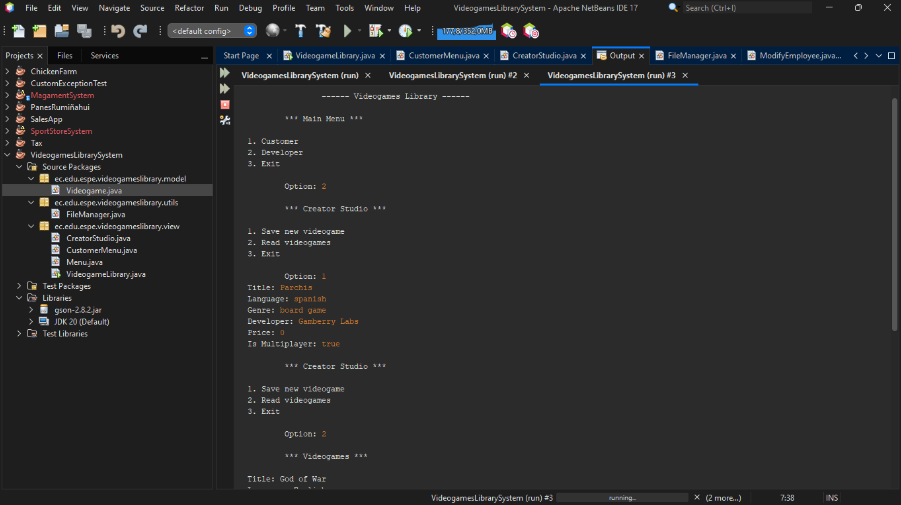 File Edit View Navigate Source Refactor Run Debug Profile Team Tools Window Help VideogamesLibrarySystem - Apache NetBeans IDE 17 Search (Ctrl+I)
<default config> 177.8/352.0MB
Projects Files Services
Start Page VideogameLibrary.java CustomerMenu.java CreatorStudio.java Output FileManager.java ModifyEmployee.java...
VideogamesLibrarySystem (run) VideogamesLibrarySystem (run) #2 VideogamesLibrarySystem (run) #3
ChickenFarm
CustomExceptionTest
MagamentSystem
PanesRumiñahui
SalesApp
SportStoreSystem
Tax
VideogamesLibrarySystem
Source Packages
ec.edu.espe.videogameslibrary.model
Videogame.java
ec.edu.espe.videogameslibrary.utils
FileManager.java
ec.edu.espe.videogameslibrary.view
CreatorStudio.java
CustomerMenu.java
Menu.java
VideogameLibrary.java
Test Packages
Libraries
gson-2.8.2.jar
JDK 20 (Default)
Test Libraries
------ Videogames Library ------
*** Main Menu ***
1. Customer
2. Developer
3. Exit
Option: 2
*** Creator Studio ***
1. Save new videogame
2. Read videogames
3. Exit
Option: 1
Title: Parchis
Language: spanish
Genre: board game
Developer: Gamberry Labs
Price: 0
Is Multiplayer: true
*** Creator Studio ***
1. Save new videogame
2. Read videogames
3. Exit
Option: 2
*** Videogames ***
Title: God of War
VideogamesLibrarySystem (run) #3 running... (2 more...) 7:38 INS